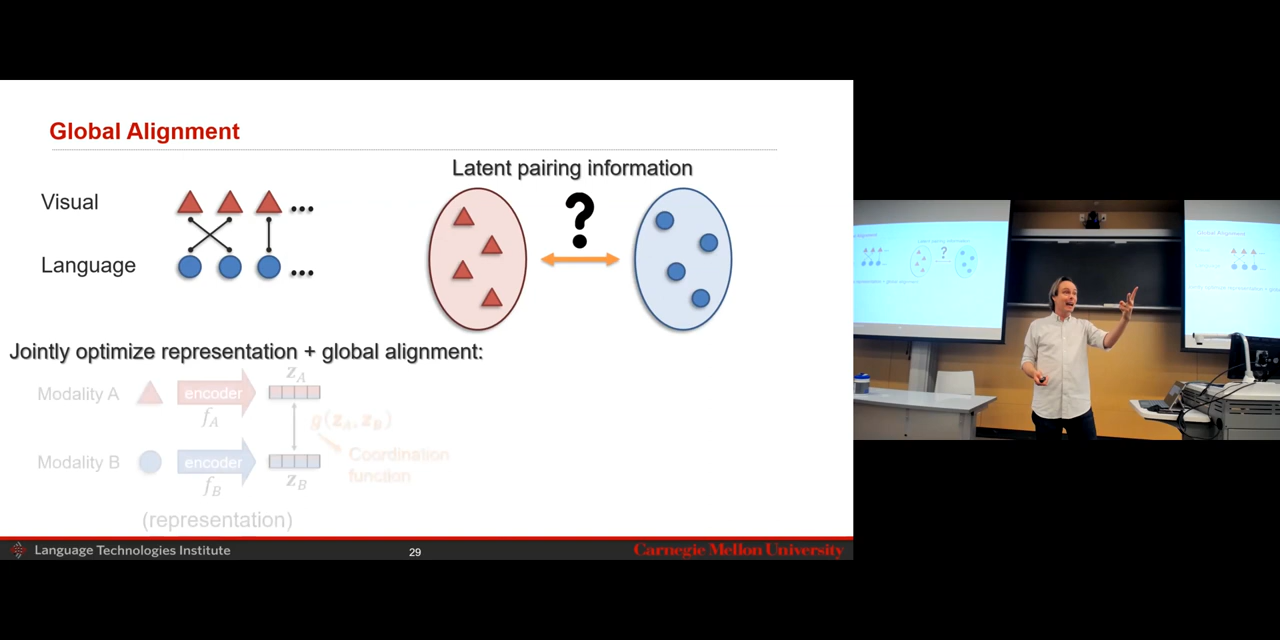 Global Alignment
Latent pairing information
Visual
...
?
Language
...
Jointly optimize representation + global alignment:
Modality A
encoder
z_A
f_A
g(z_A, z_B)
Coordination
function
Modality B
encoder
z_B
f_B
(representation)
Language Technologies Institute
29
Carnegie Mellon University